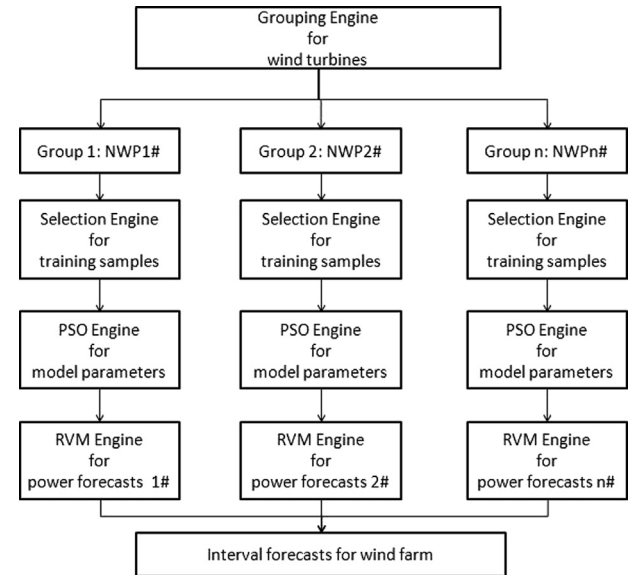 Grouping Engine
for
wind turbines
Group 1: NWP1#
Group 2: NWP2#
Group n: NWPn#
Selection Engine
for
training samples
Selection Engine
for
training samples
Selection Engine
for
training samples
PSO Engine
for
model parameters
PSO Engine
for
model parameters
PSO Engine
for
model parameters
RVM Engine
for
power forecasts 1#
RVM Engine
for
power forecasts 2#
RVM Engine
for
power forecasts n#
Interval forecasts for wind farm